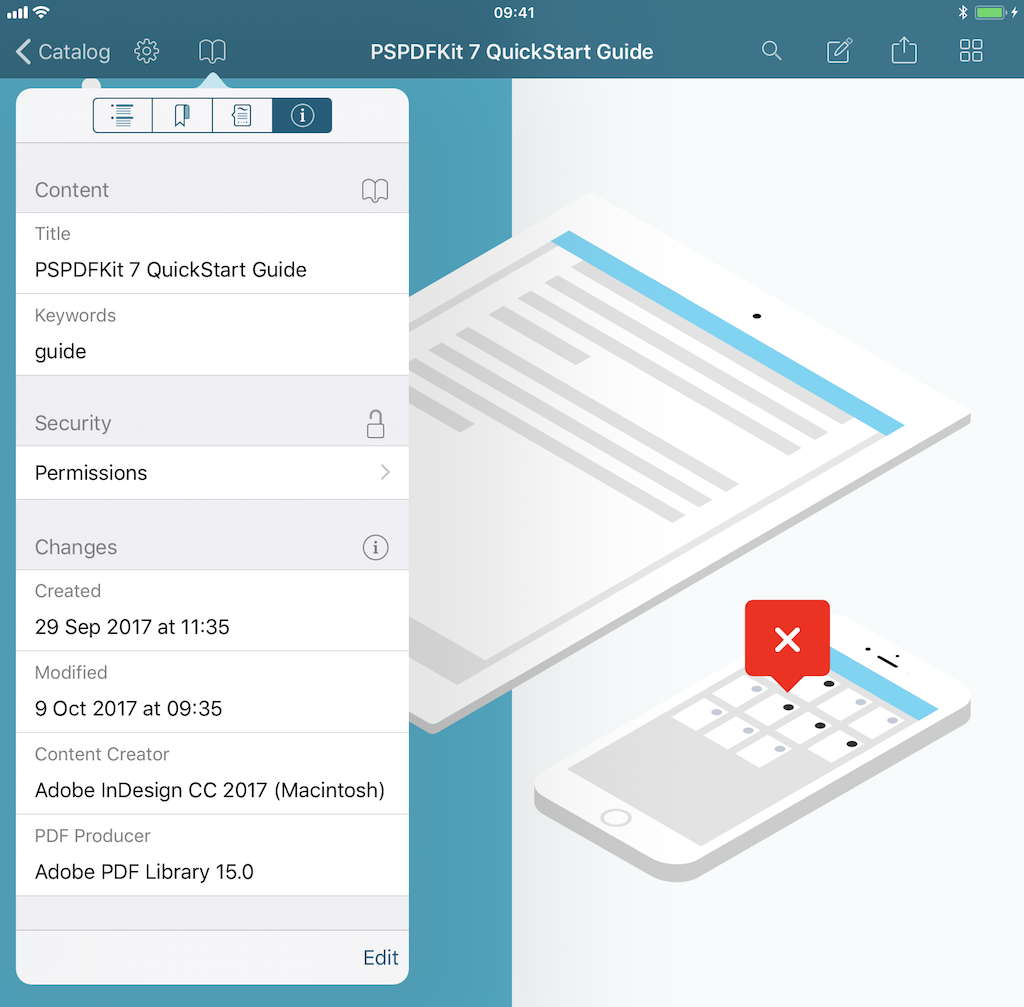 09:41
Catalog
PSPDFKit 7 QuickStart Guide
Content
Title
PSPDFKit 7 QuickStart Guide
Keywords
guide
Security
Permissions
Changes
Created
29 Sep 2017 at 11:35
Modified
9 Oct 2017 at 09:35
Content Creator
Adobe InDesign CC 2017 (Macintosh)
PDF Producer
Adobe PDF Library 15.0
Edit